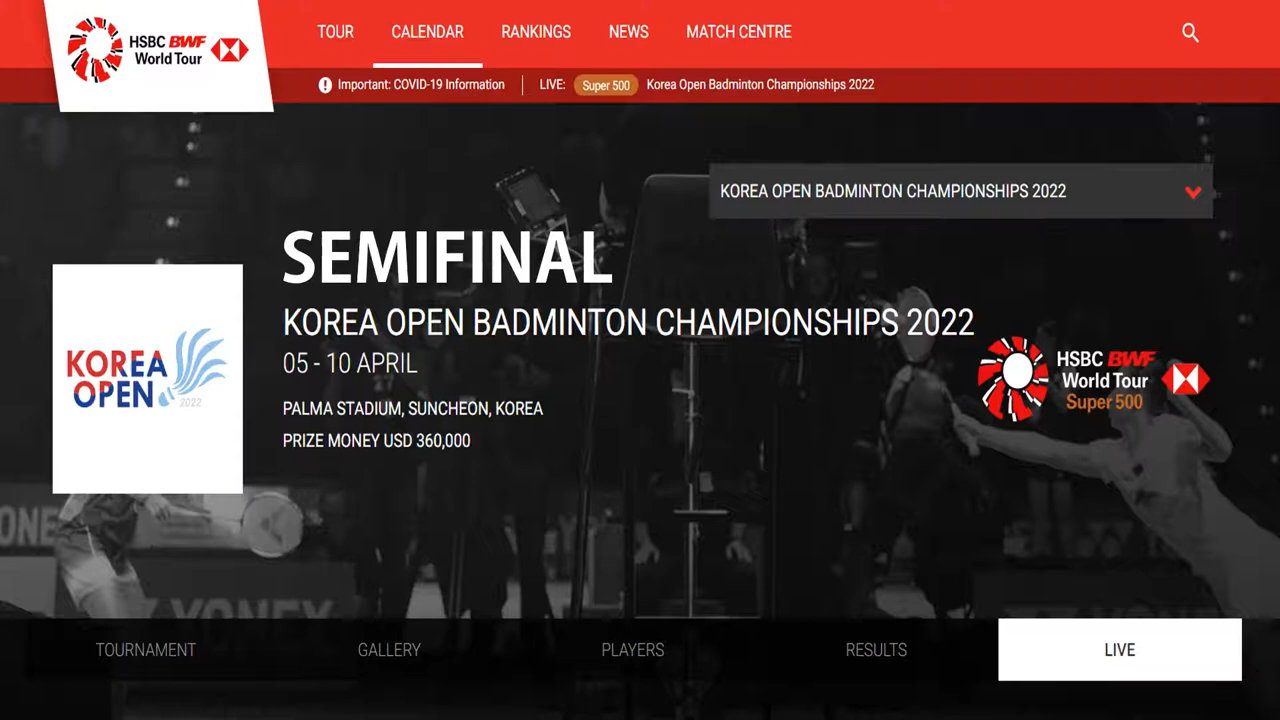 HSBC BWF
World Tour
TOUR
CALENDAR
RANKINGS
NEWS
MATCH CENTRE
Important: COVID-19 Information
LIVE:
Super 500
Korea Open Badminton Championships 2022
KOREA OPEN BADMINTON CHAMPIONSHIPS 2022
SEMIFINAL
KOREA OPEN BADMINTON CHAMPIONSHIPS 2022
05 - 10 APRIL
PALMA STADIUM, SUNCHEON, KOREA
PRIZE MONEY USD 360,000
KOREA
OPEN
2022
HSBC BWF
World Tour
Super 500
YONEX
TOURNAMENT
GALLERY
PLAYERS
RESULTS
LIVE